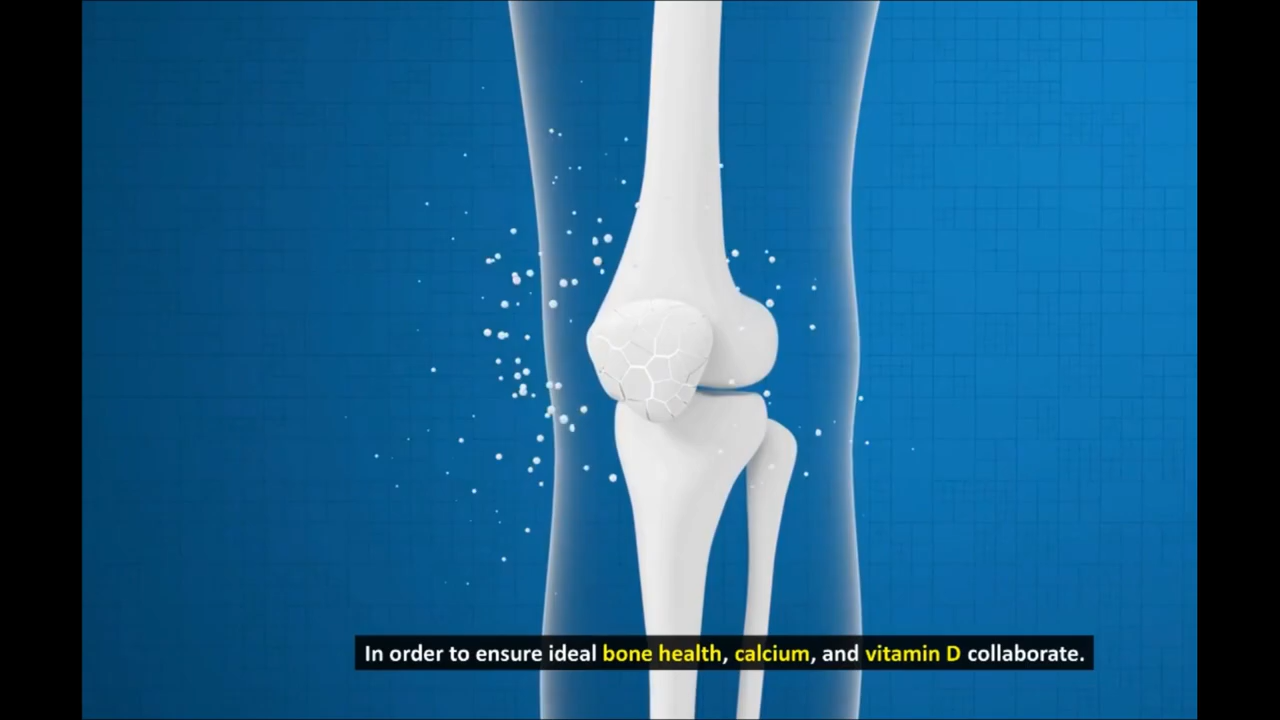 In order to ensure ideal bone health, calcium, and vitamin D collaborate.